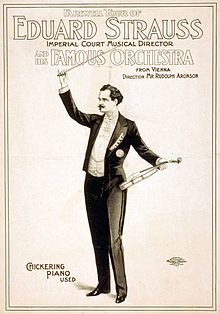 FAREWELL TOUR OF
EDUARD STRAUSS
IMPERIAL COURT MUSICAL DIRECTOR
AND HIS FAMOUS ORCHESTRA
FROM VIENNA
DIRECTION MR. RUDOLPH ARONSON
CHICKERING
PIANO
USED